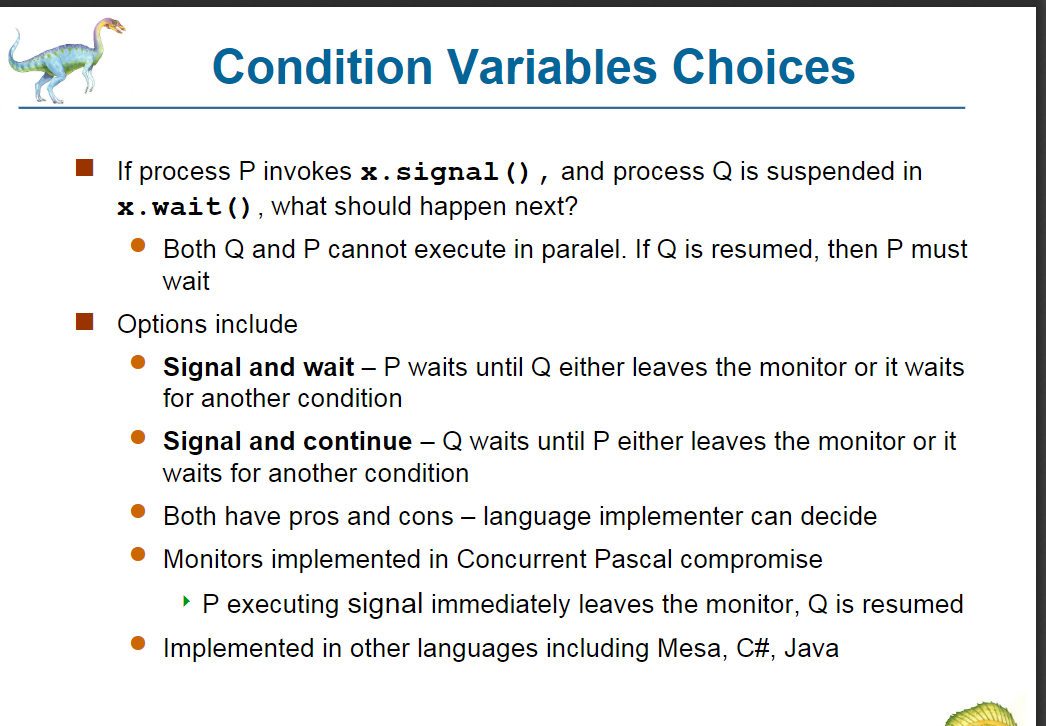 Condition Variables Choices
If process P invokes x.signal(), and process Q is suspended in
x.wait(), what should happen next?
Both Q and P cannot execute in paralel. If Q is resumed, then P must
wait
Options include
Signal and wait – P waits until Q either leaves the monitor or it waits
for another condition
Signal and continue – Q waits until P either leaves the monitor or it
waits for another condition
Both have pros and cons – language implementer can decide
Monitors implemented in Concurrent Pascal compromise
P executing signal immediately leaves the monitor, Q is resumed
Implemented in other languages including Mesa, C#, Java